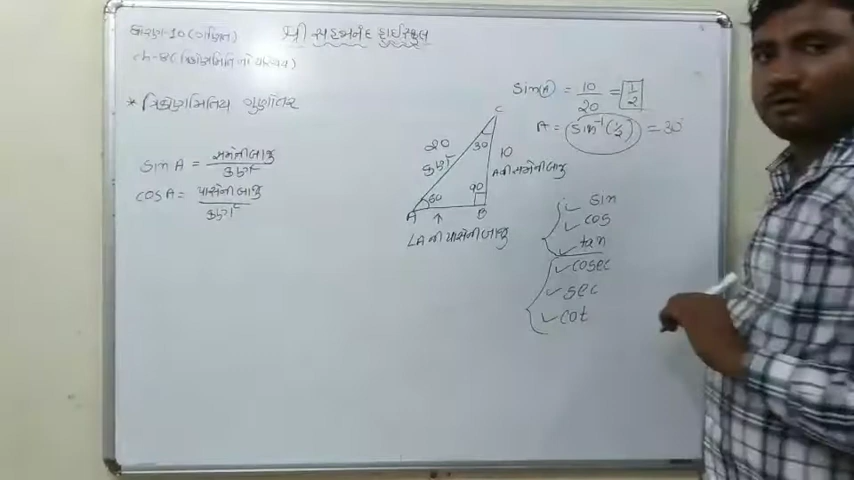 ધોરણ-10 (ગણિત)
શ્રી સહજાનંદ હાઈસ્કૂલ
ch-8 (ત્રિકોણમિતિ નો પરિચય)
* ત્રિકોણમિતિય ગુણોત્તર
sin A = સામેની બાજુ / કર્ણ
cos A = પાસેની બાજુ / કર્ણ
sin(A) = 10/20 = 1/2
A = sin⁻¹(1/2) = 30
C
20
30
10
કર્ણ
Aની સામેની બાજુ
90
60
A
B
∠A ની પાસેની બાજુ
sin
cos
tan
cosec
sec
cot